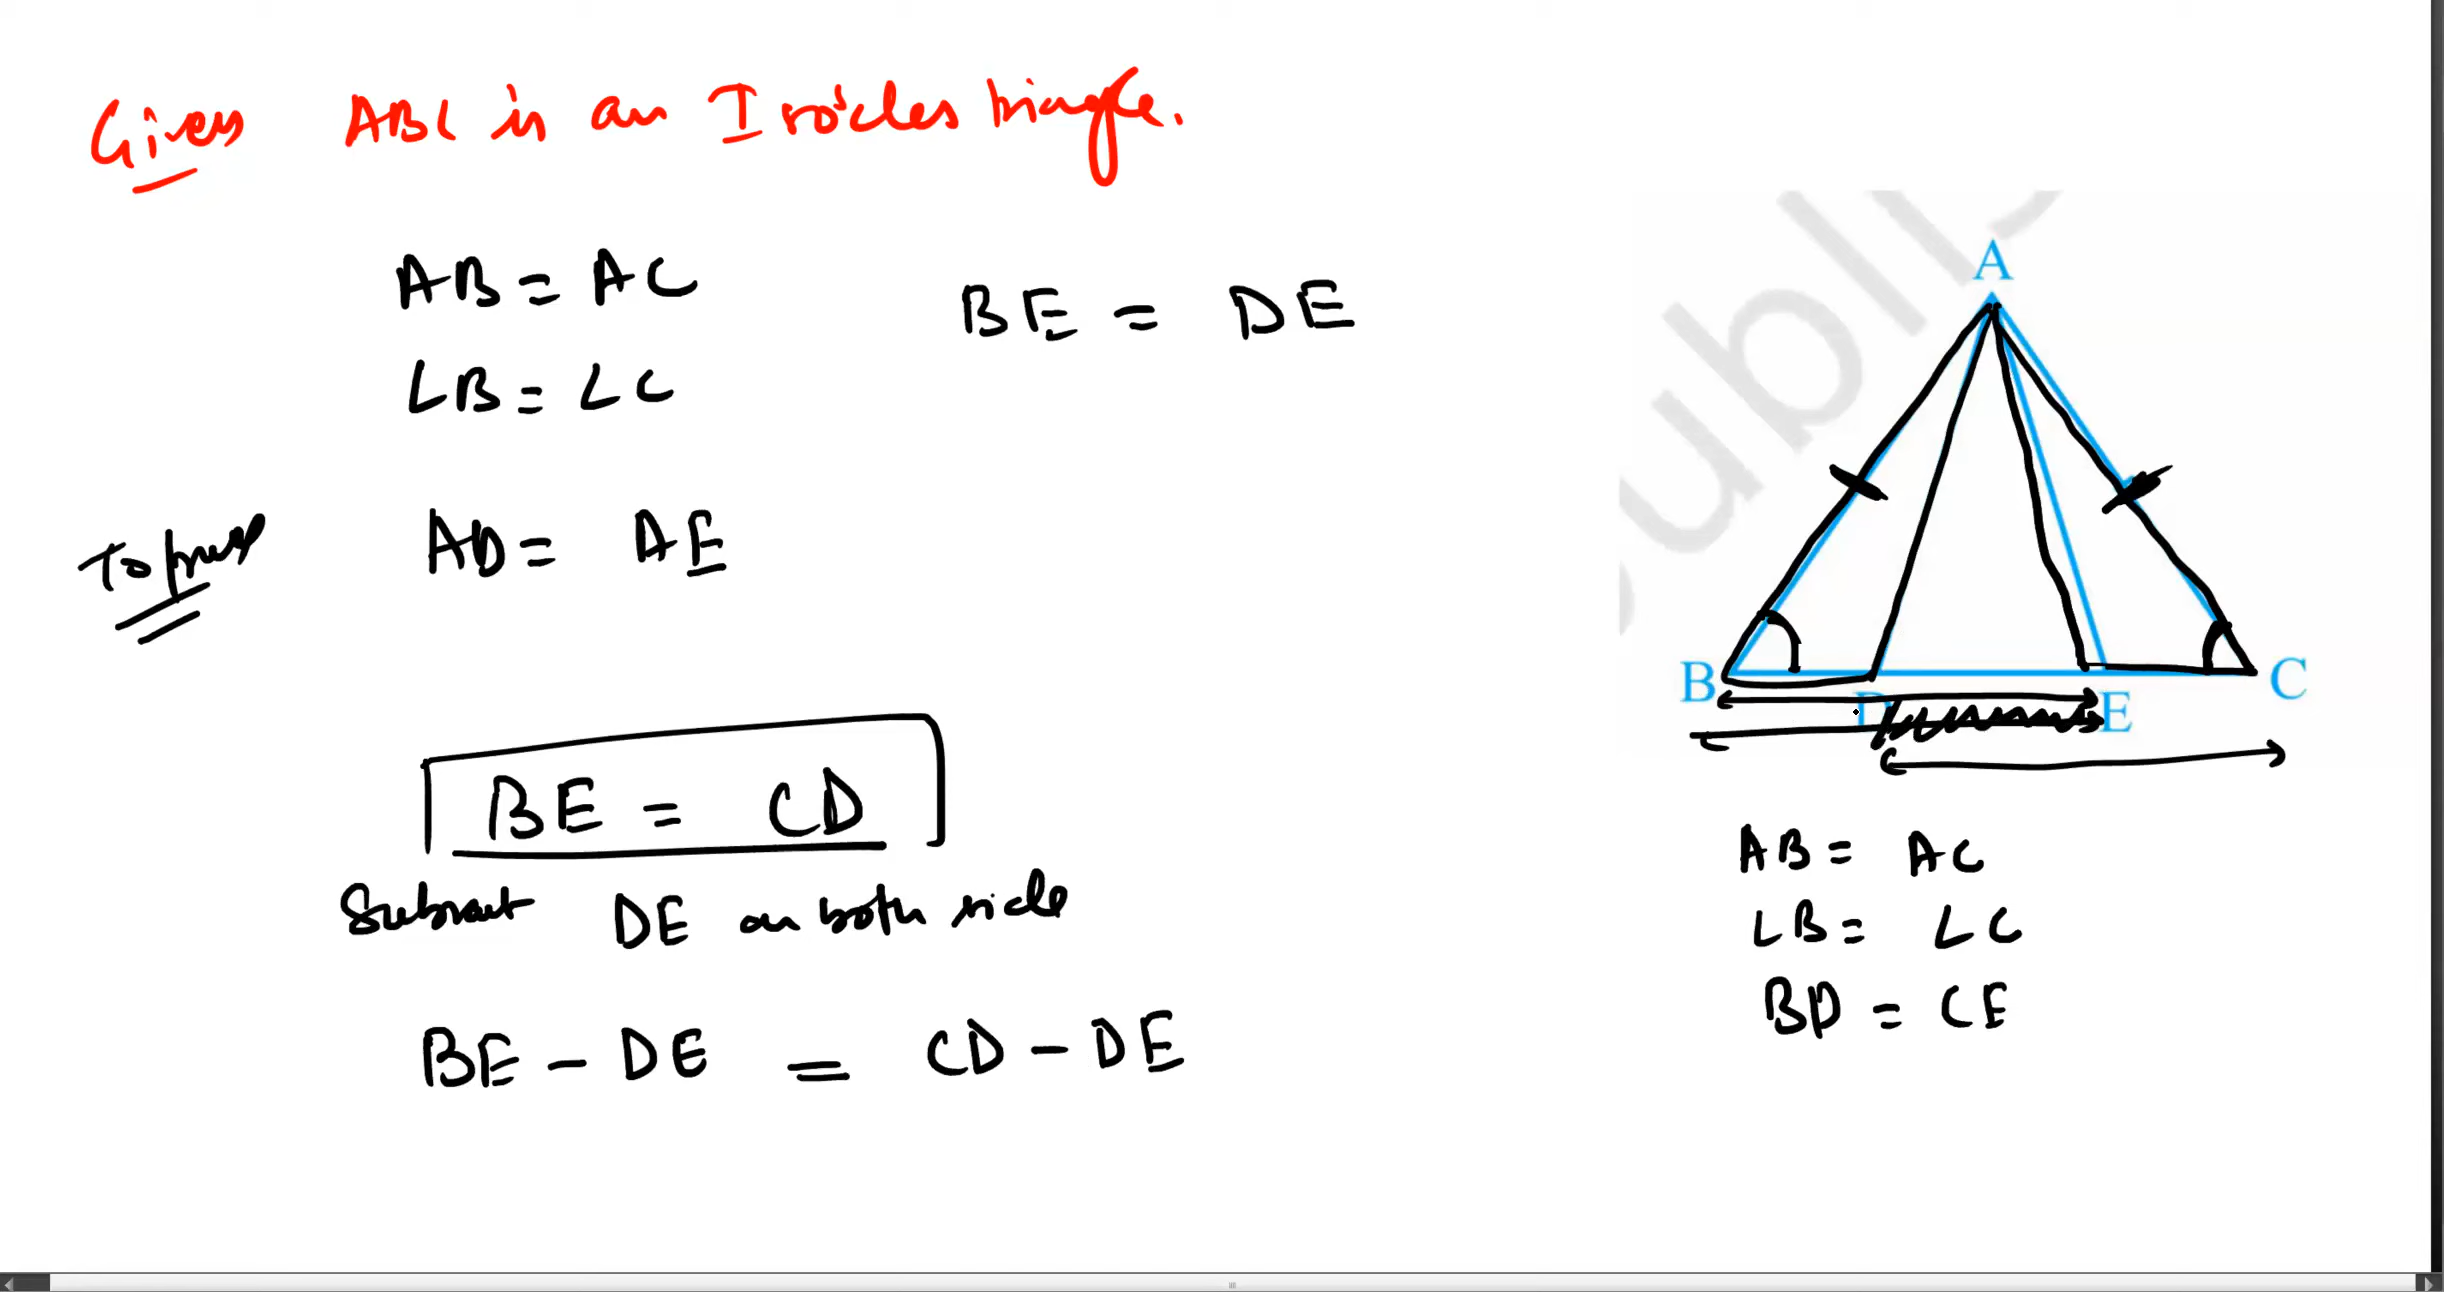 Given ABC is an Isosceles triangle.
AB = AC
BE = DE
∠B = ∠C
To prove AD = AE
BE = CD
Subract DE on both side
BE - DE = CD - DE
A
B
D
E
C
AB = AC
∠B = ∠C
BD = CE